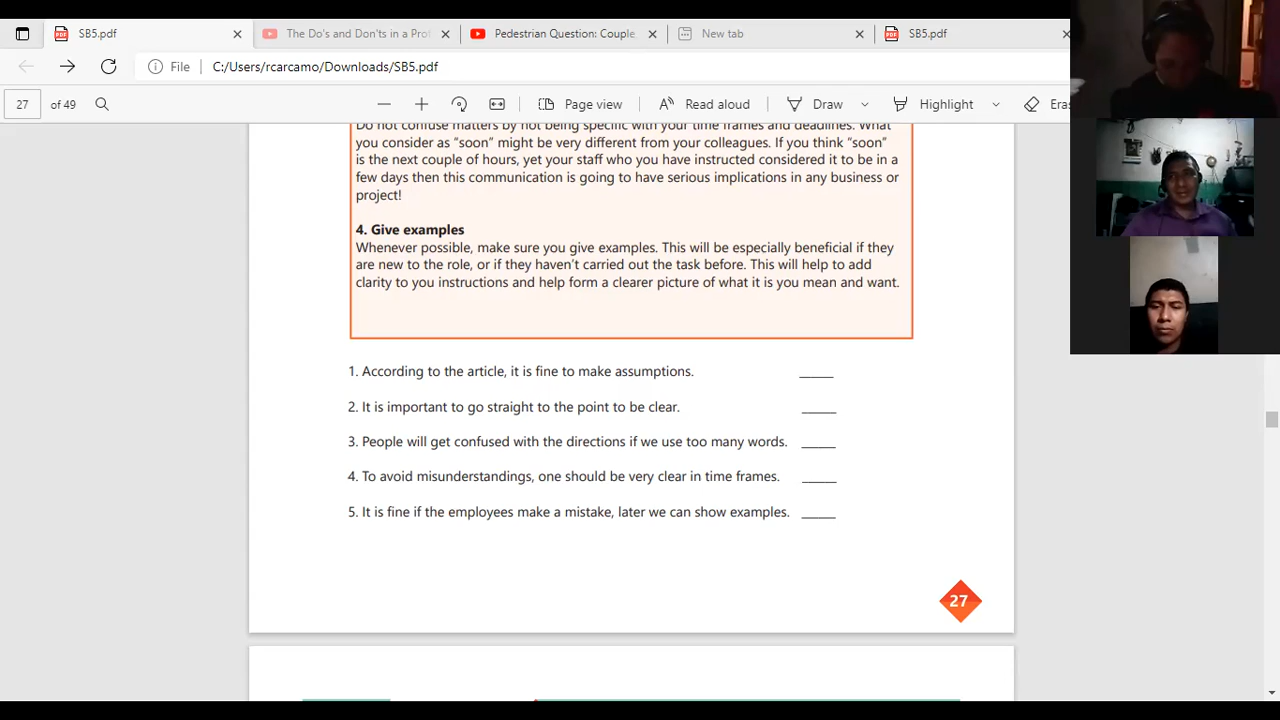 SB5.pdf
The Do's and Don'ts in a Prof
Pedestrian Question: Couple
New tab
SB5.pdf
File
C:/Users/rcarcamo/Downloads/SB5.pdf
27
of 49
Page view
Read aloud
Draw
Highlight
Eras
Do not confuse matters by not being specific with your time frames and deadlines. What
you consider as “soon” might be very different from your colleagues. If you think “soon”
is the next couple of hours, yet your staff who you have instructed considered it to be in a
few days then this communication is going to have serious implications in any business or
project!
4. Give examples
Whenever possible, make sure you give examples. This will be especially beneficial if they
are new to the role, or if they haven’t carried out the task before. This will help to add
clarity to you instructions and help form a clearer picture of what it is you mean and want.
1. According to the article, it is fine to make assumptions. _____
2. It is important to go straight to the point to be clear. _____
3. People will get confused with the directions if we use too many words. _____
4. To avoid misunderstandings, one should be very clear in time frames. _____
5. It is fine if the employees make a mistake, later we can show examples. _____
27